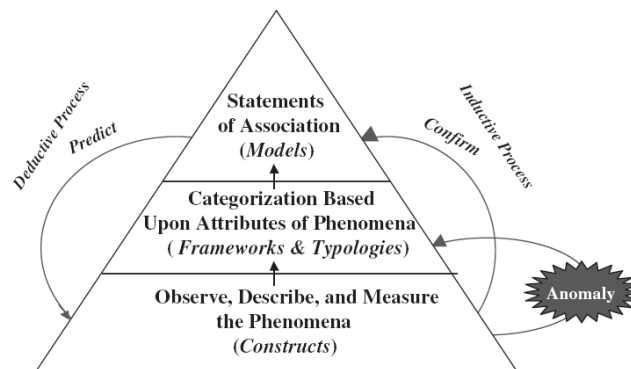 Statements
of Association
(Models)
Categorization Based
Upon Attributes of Phenomena
( Frameworks & Typologies)
Observe, Describe, and Measure
the Phenomena
(Constructs)
Deductive Process
Predict
Inductive Process
Confirm
Anomaly